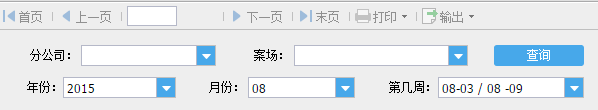 首页 上一页 下一页 末页 打印 输出
分公司： 案场： 查询
年份： 2015 月份： 08 第几周： 08-03 / 08 -09